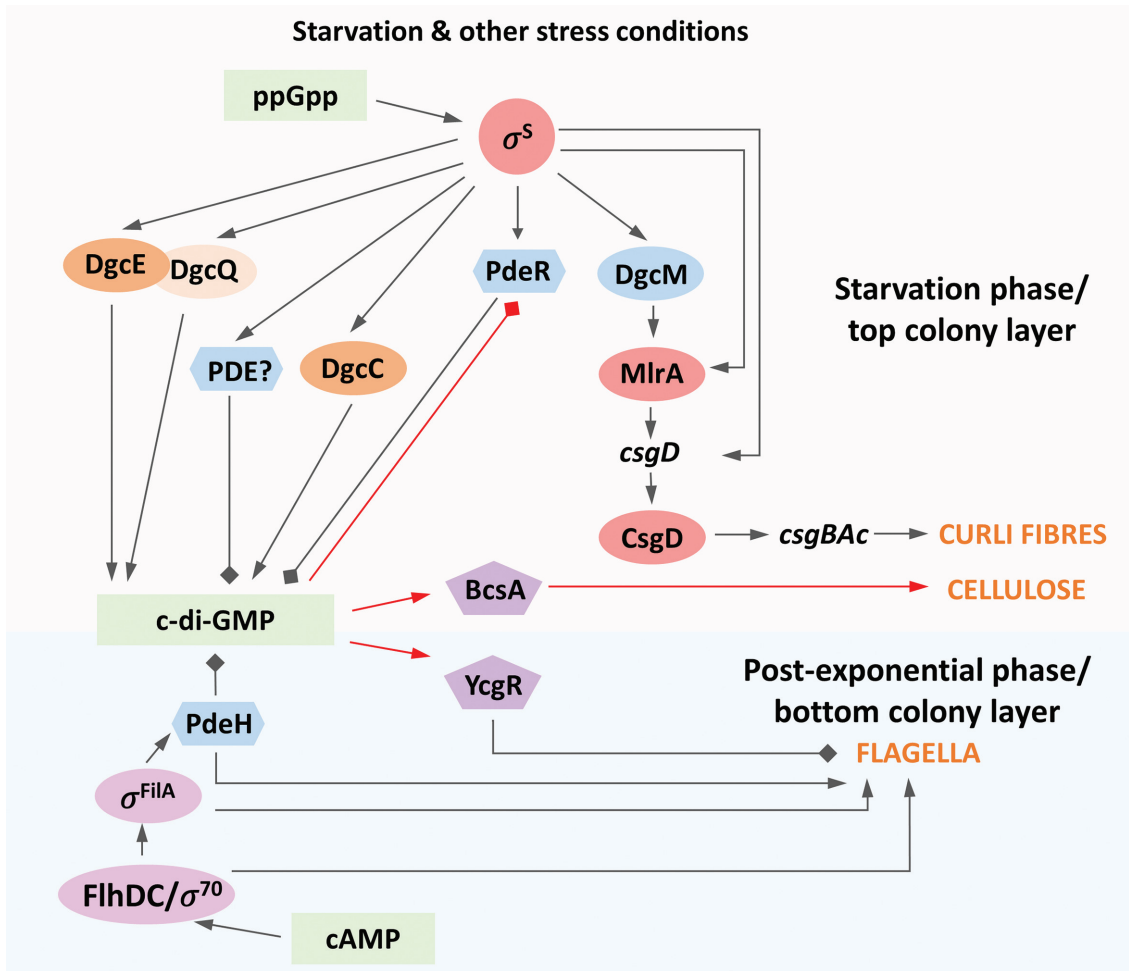 Starvation & other stress conditions
ppGpp
σˢ
DgcE
DgcQ
PdeR
DgcM
Starvation phase/
top colony layer
PDE?
DgcC
MlrA
csgD
CsgD
csgBAc
CURLI FIBRES
BcsA
CELLULOSE
c-di-GMP
YcgR
Post-exponential phase/
bottom colony layer
PdeH
FLAGELLA
σ^FilA
FlhDC/σ⁷⁰
cAMP